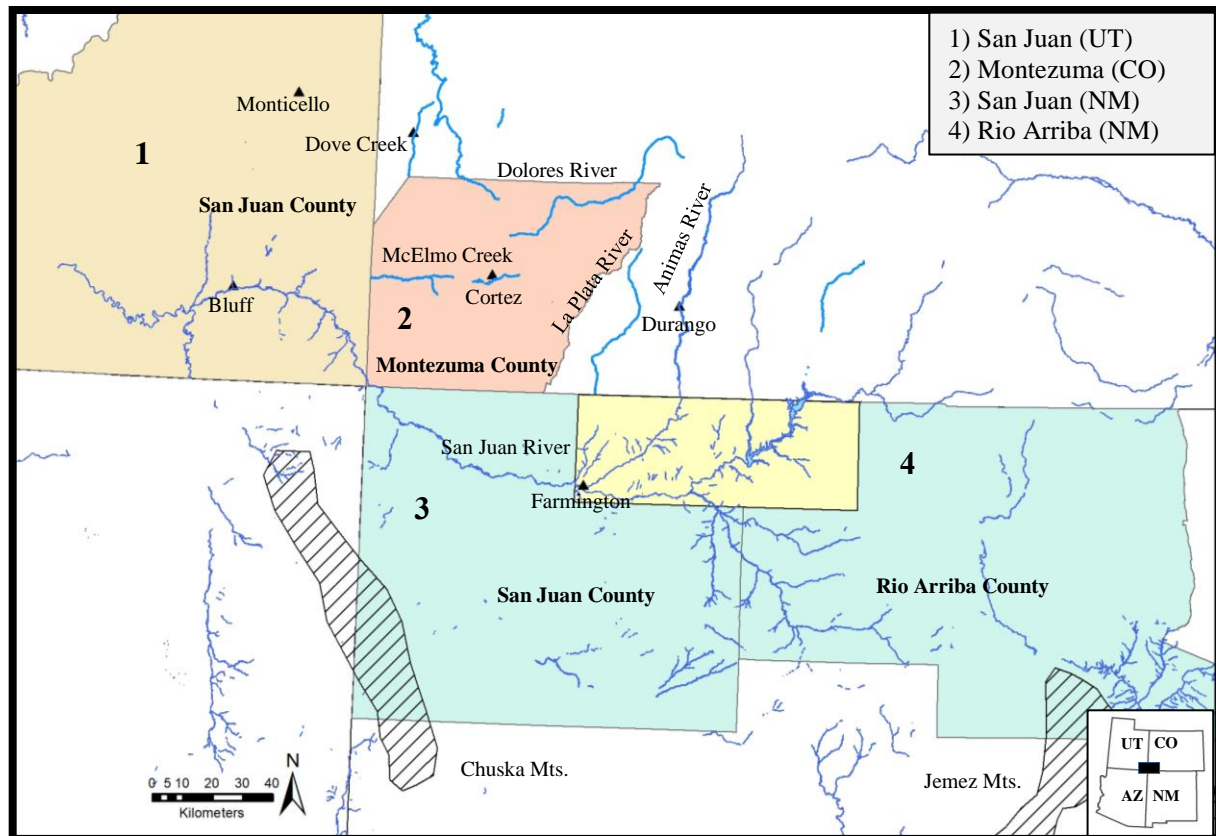 1) San Juan (UT)
2) Montezuma (CO)
3) San Juan (NM)
4) Rio Arriba (NM)
Monticello
Dove Creek
1
Dolores River
San Juan County
Animas River
McElmo Creek
La Plata River
Bluff
Cortez
2
Durango
Montezuma County
San Juan River
4
Farmington
3
San Juan County
Rio Arriba County
Chuska Mts.
Jemez Mts.
N
0 5 10 20 30 40
Kilometers
UT CO
AZ NM